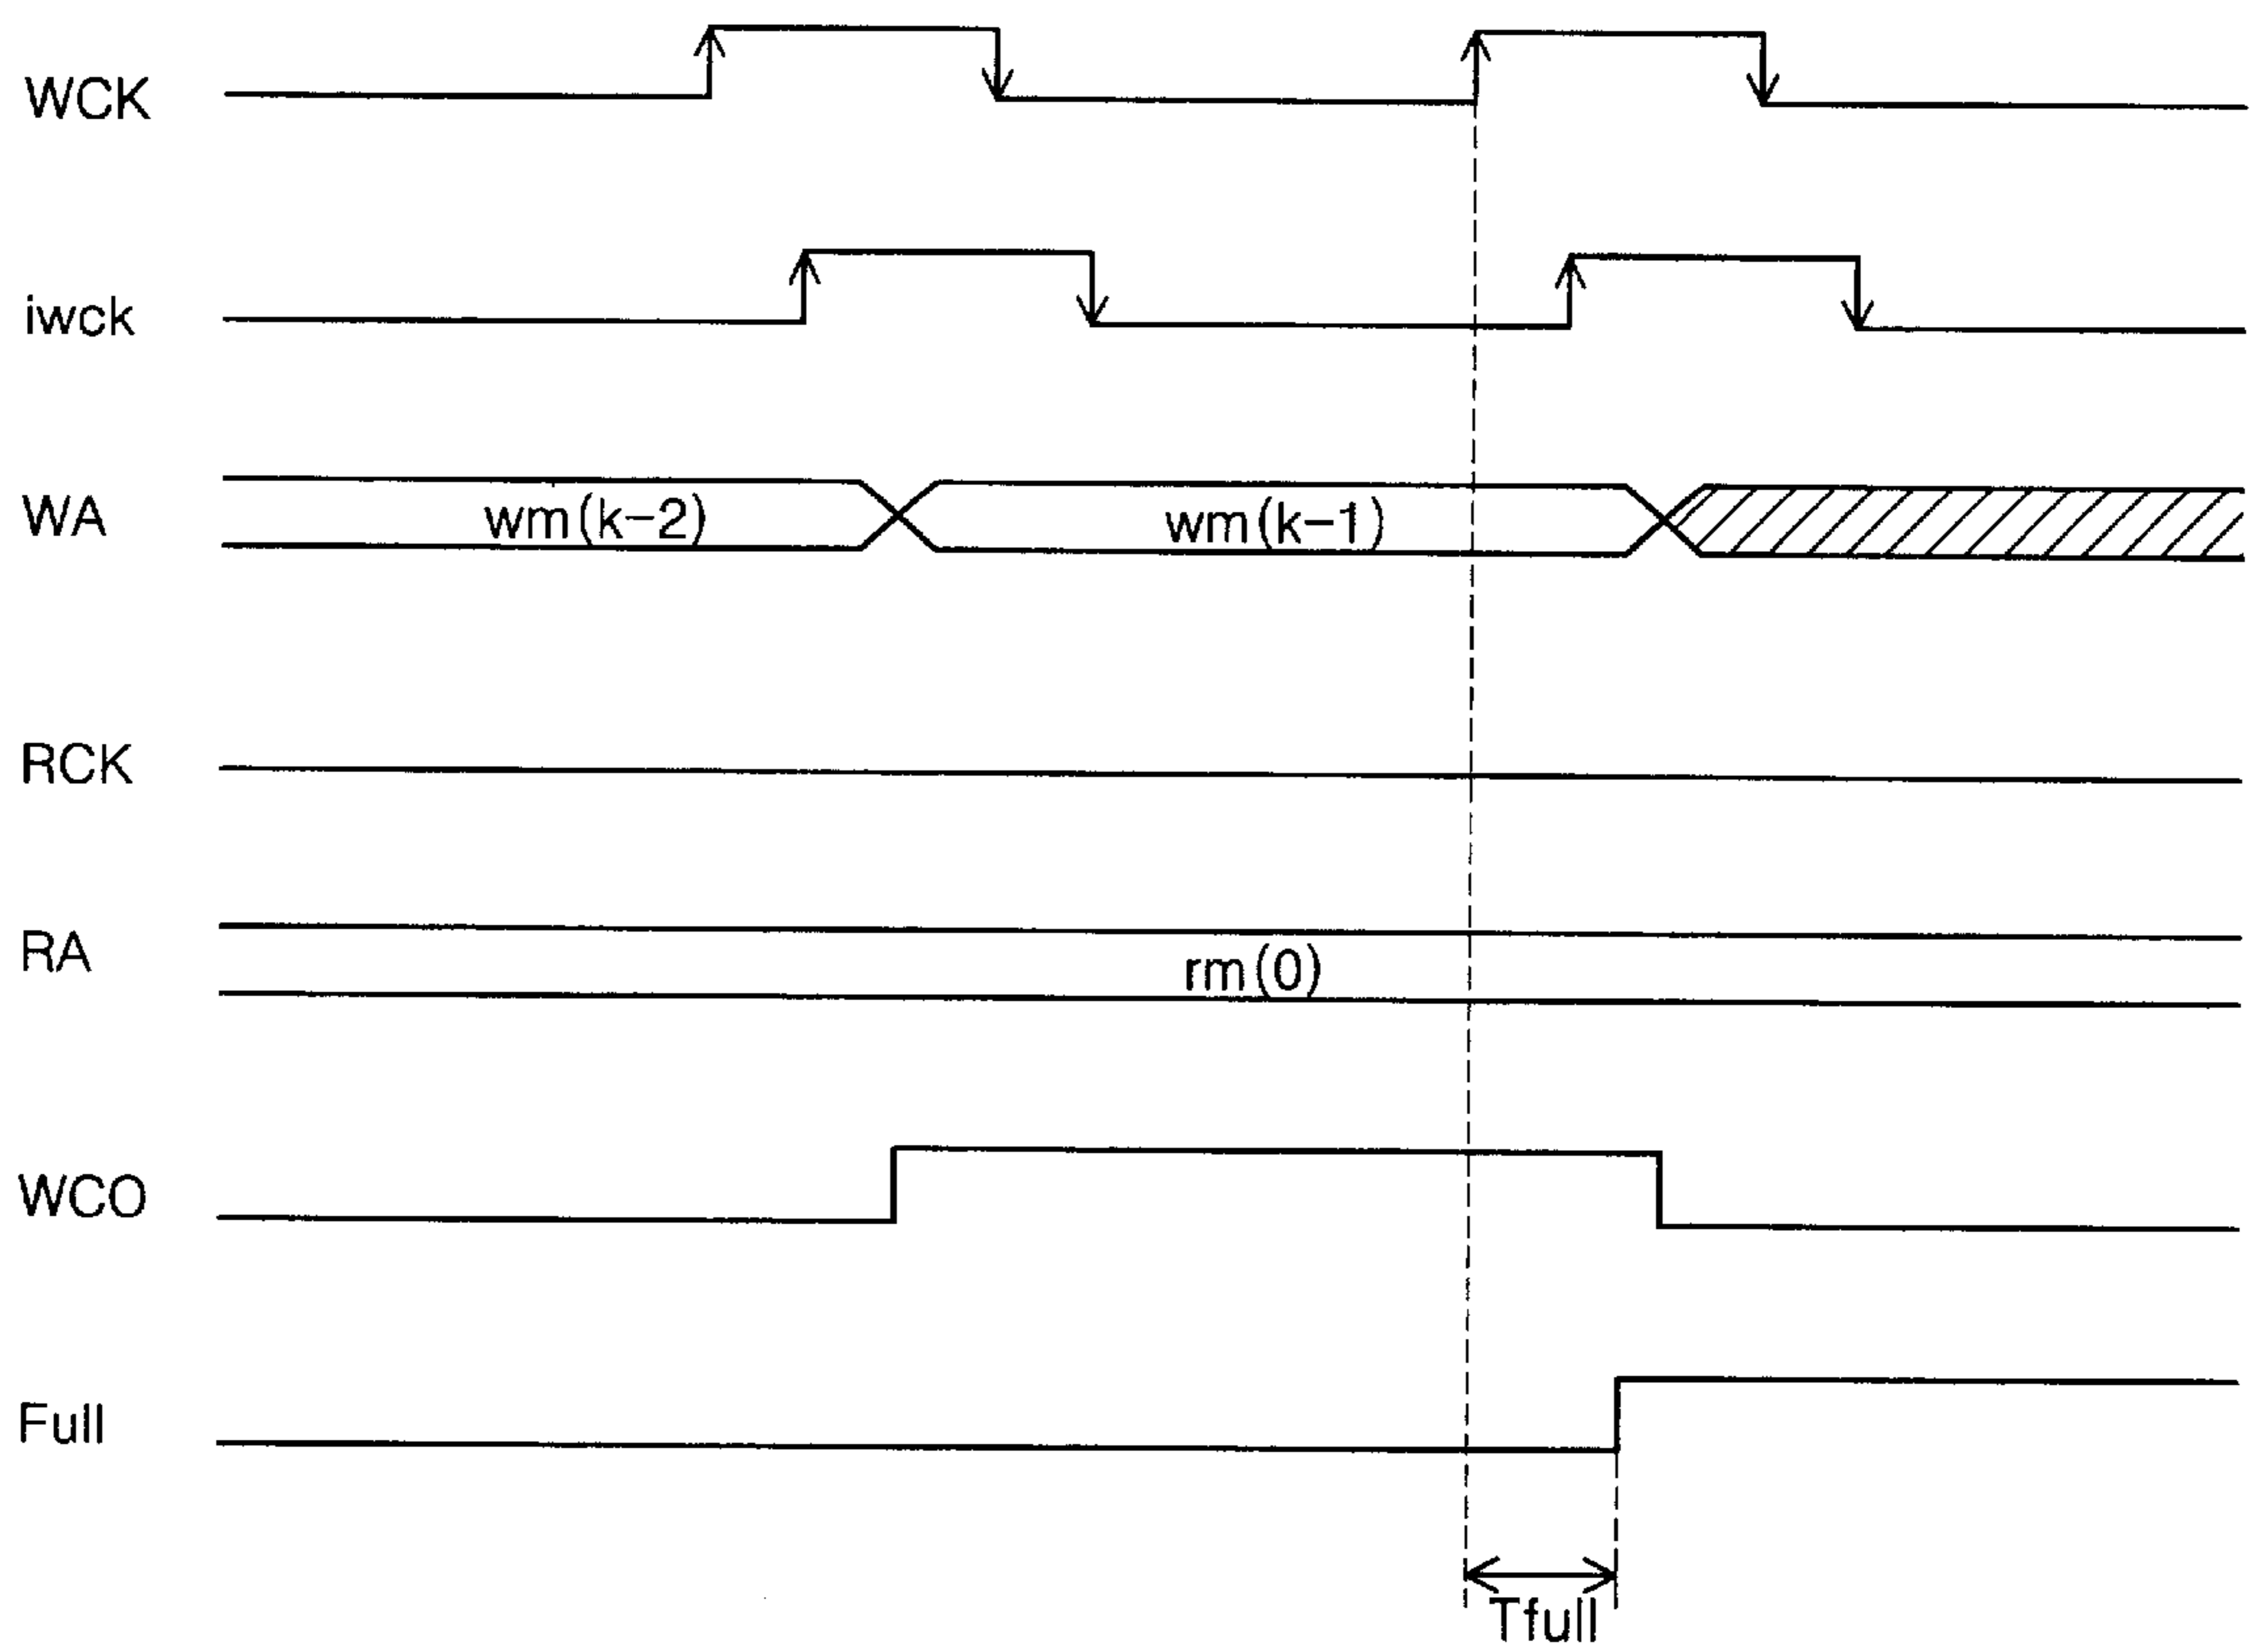 WCK
iwck
WA wm(k-2) wm(k-1)
RCK
RA rm(0)
WCO
Full
Tfull